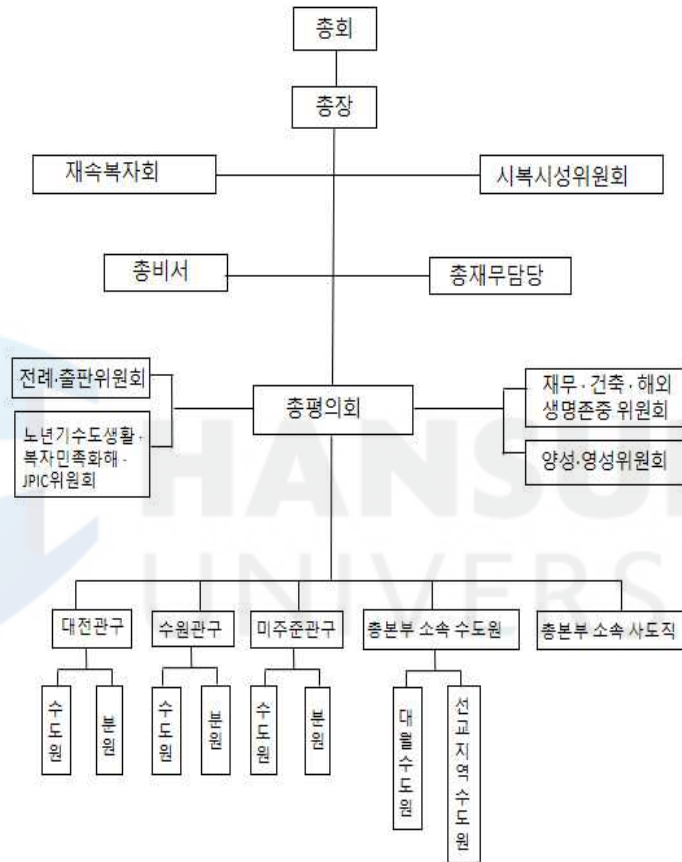 총회
총장
재속복자회
시복시성위원회
총비서
총재무담당
전례·출판위원회
노년기수도생활·
복자민족화해·
JPIC위원회
총평의회
재무·건축·해외
생명존중 위원회
양성·영성위원회
HANSU
UNIVERS
대전관구
수원관구
미주준관구
총본부 소속 수도원
총본부 소속 사도직
수도원
분원
수도원
분원
수도원
분원
대월수도원
선교지역수도원